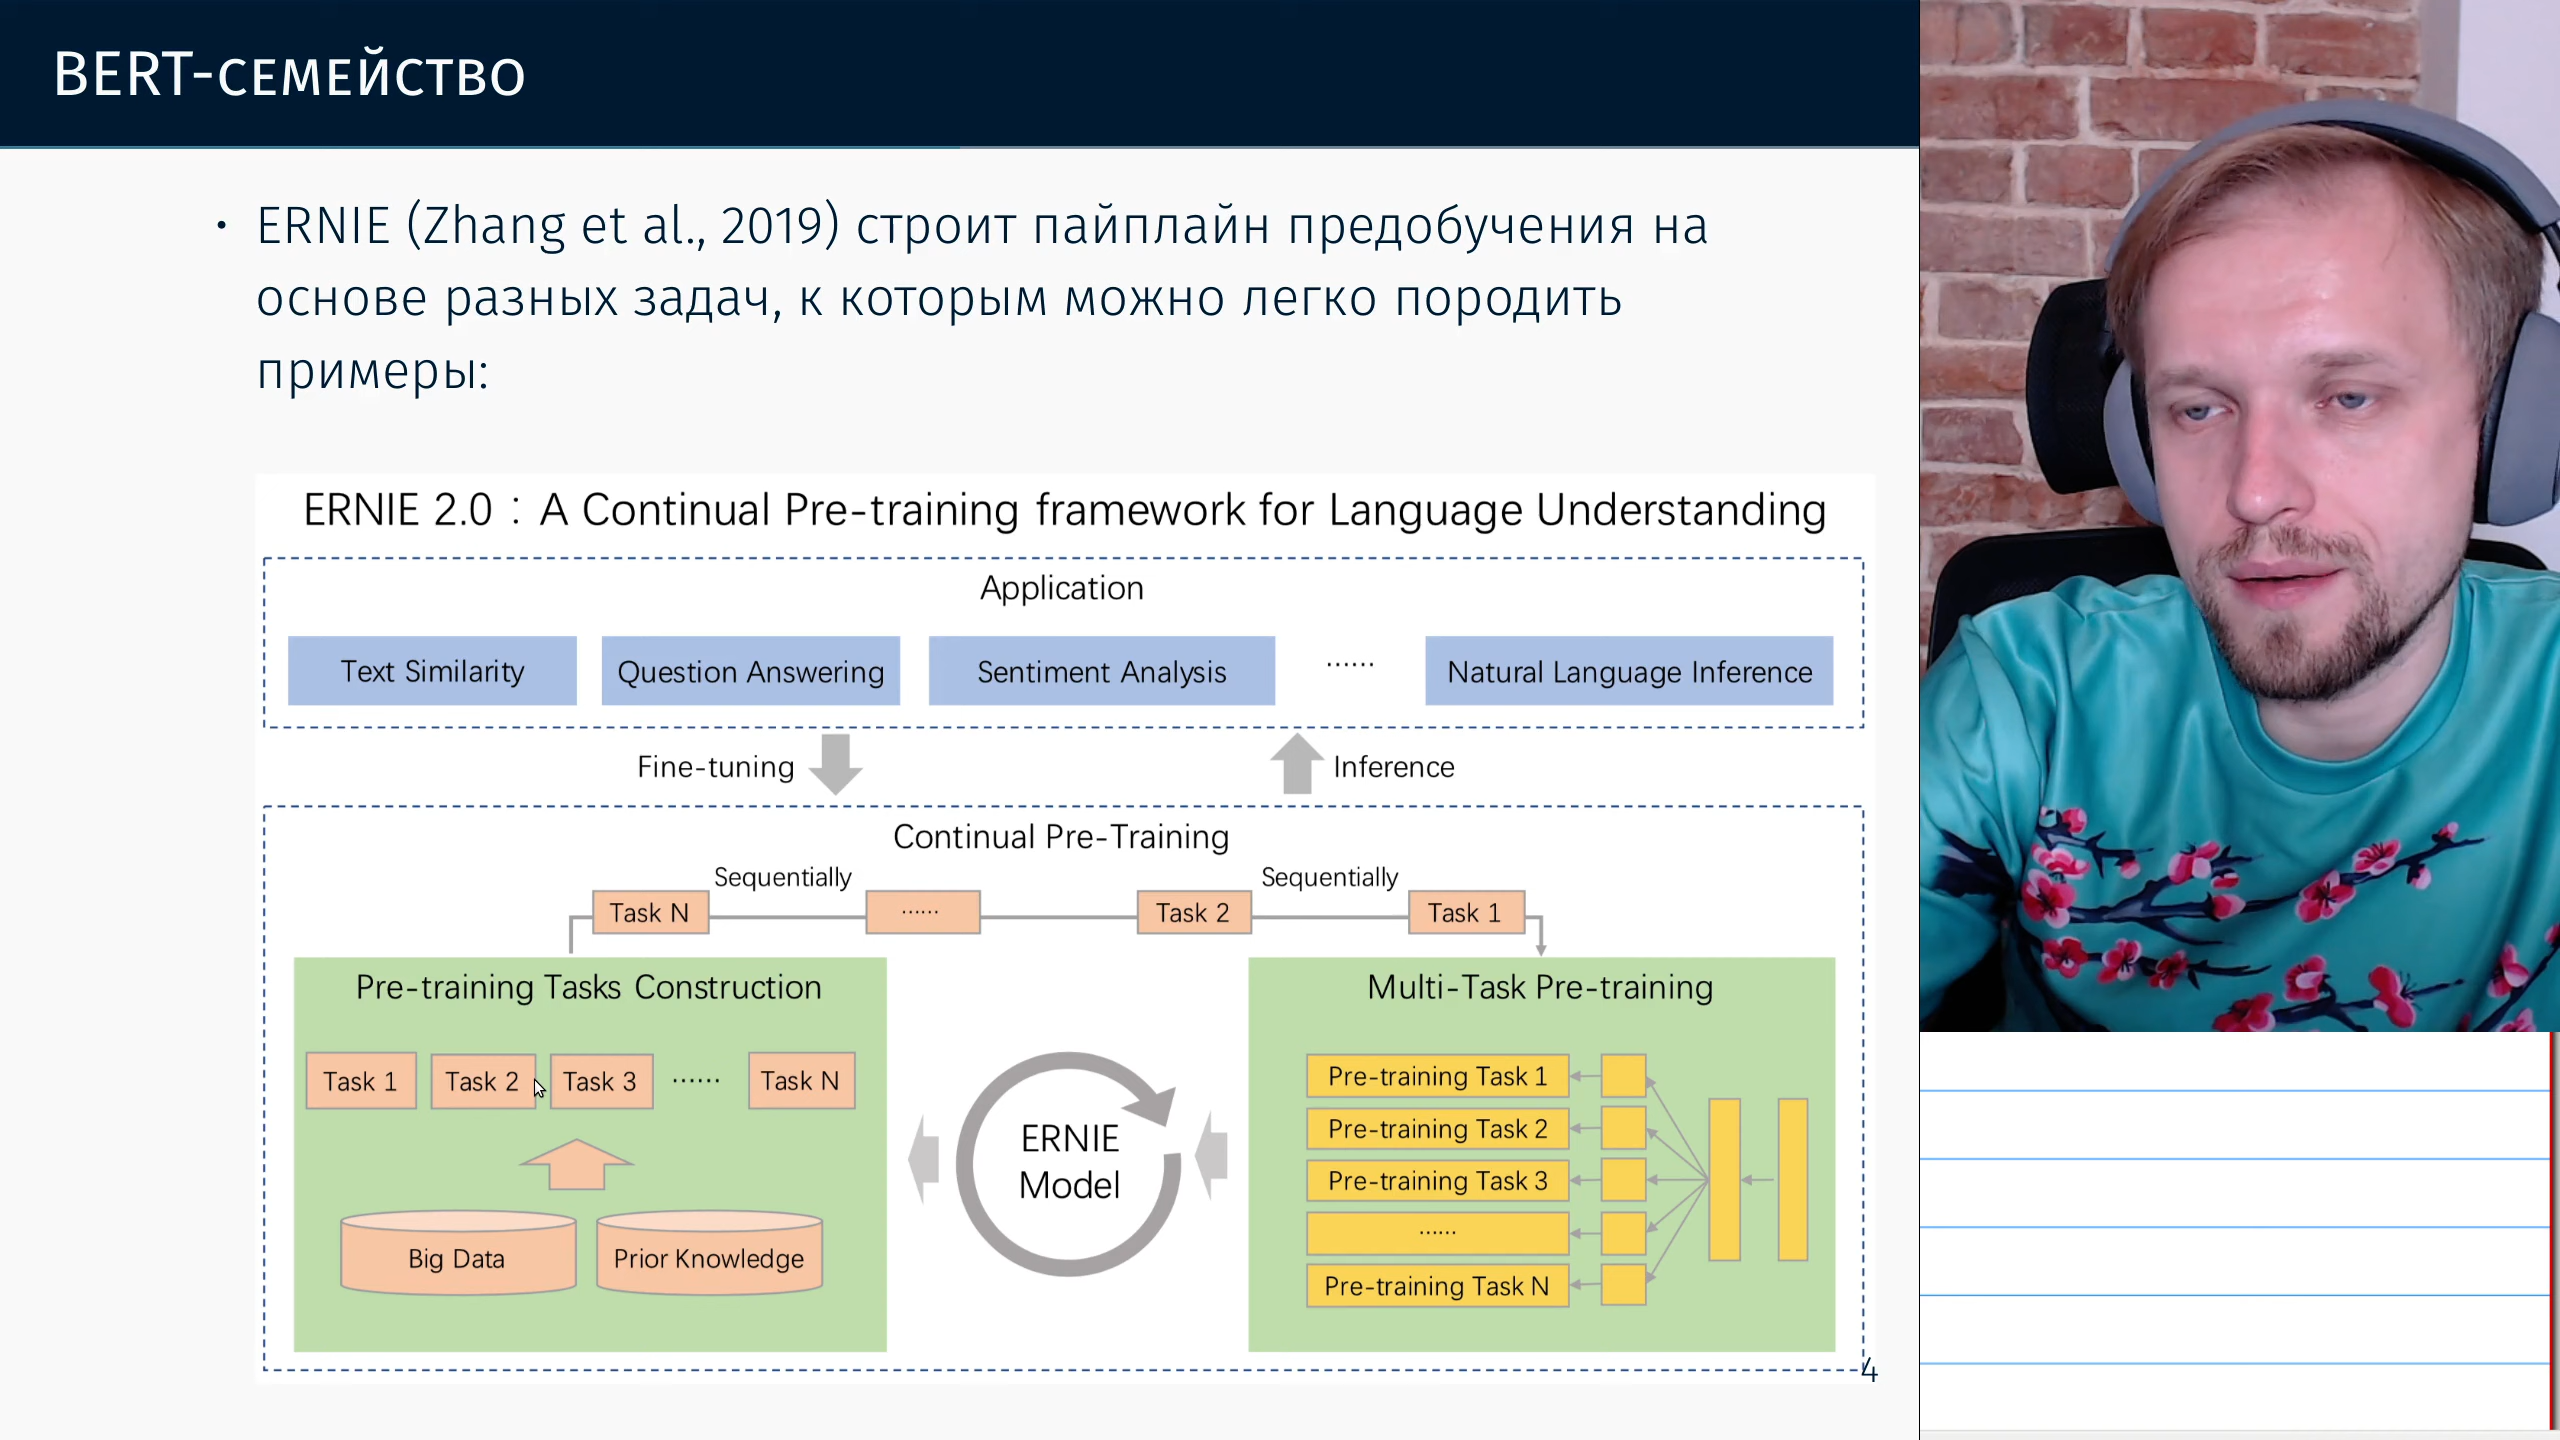 BERT-СЕМЕЙСТВО
• ERNIE (Zhang et al., 2019) строит пайплайн предобучения на
основе разных задач, к которым можно легко породить
примеры:
ERNIE 2.0 : A Continual Pre-training framework for Language Understanding
Application
Text Similarity
Question Answering
Sentiment Analysis
......
Natural Language Inference
Fine-tuning
Inference
Continual Pre-Training
Sequentially
Sequentially
Task N
......
Task 2
Task 1
Pre-training Tasks Construction
Task 1
Task 2
Task 3
......
Task N
Big Data
Prior Knowledge
ERNIE
Model
Multi-Task Pre-training
Pre-training Task 1
Pre-training Task 2
Pre-training Task 3
......
Pre-training Task N
4